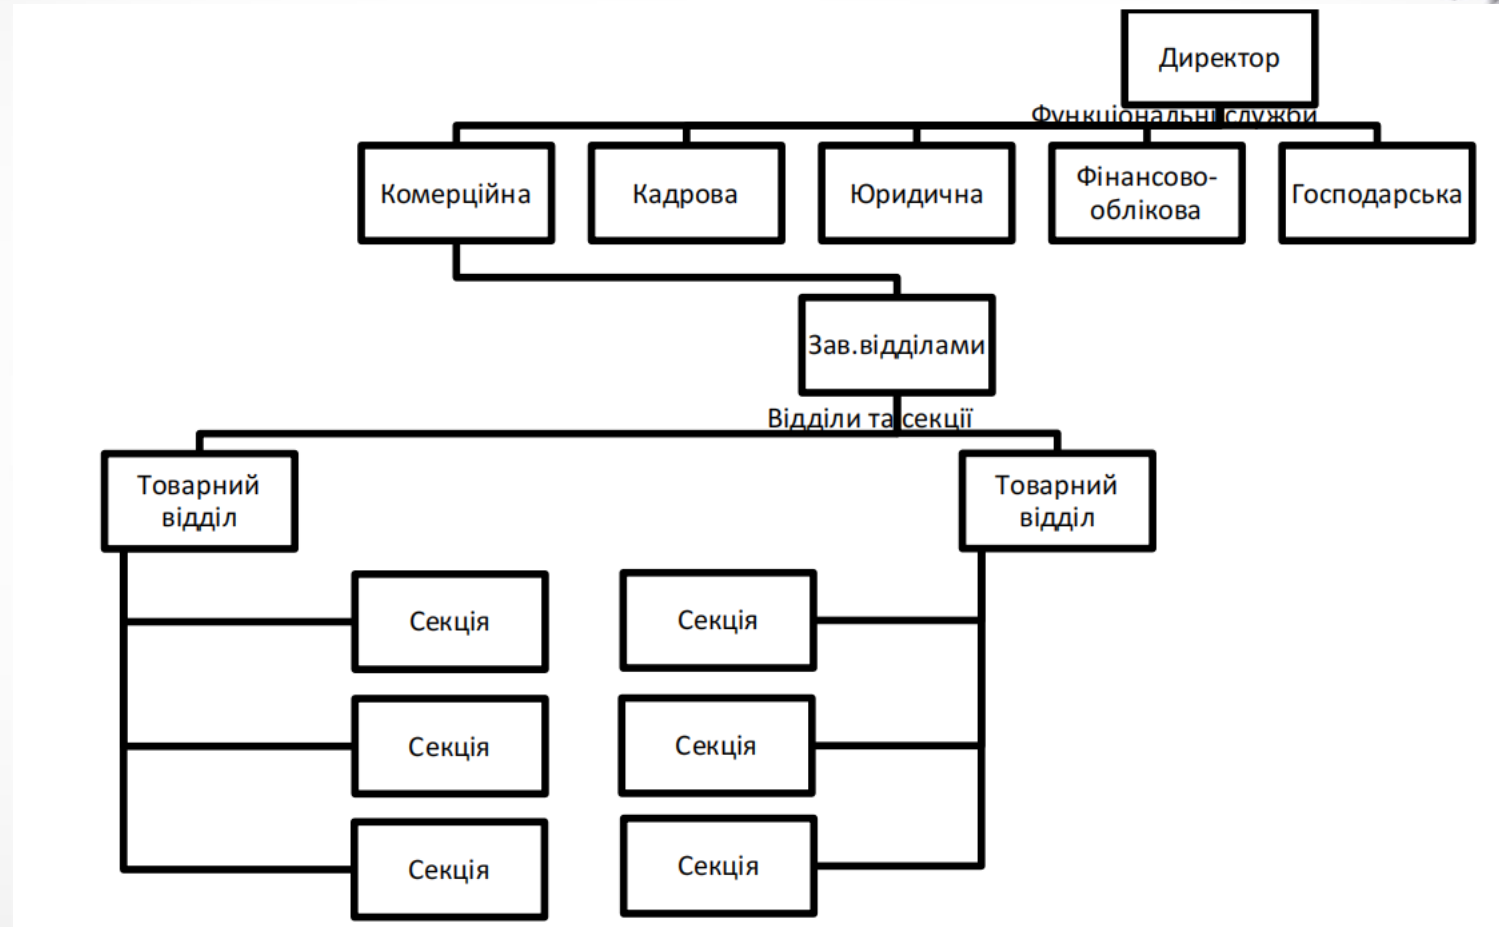 Директор
Функціональні служби
Комерційна
Кадрова
Юридична
Фінансово-
облікова
Господарська
Зав.відділами
Відділи та секції
Товарний
відділ
Товарний
відділ
Секція
Секція
Секція
Секція
Секція
Секція